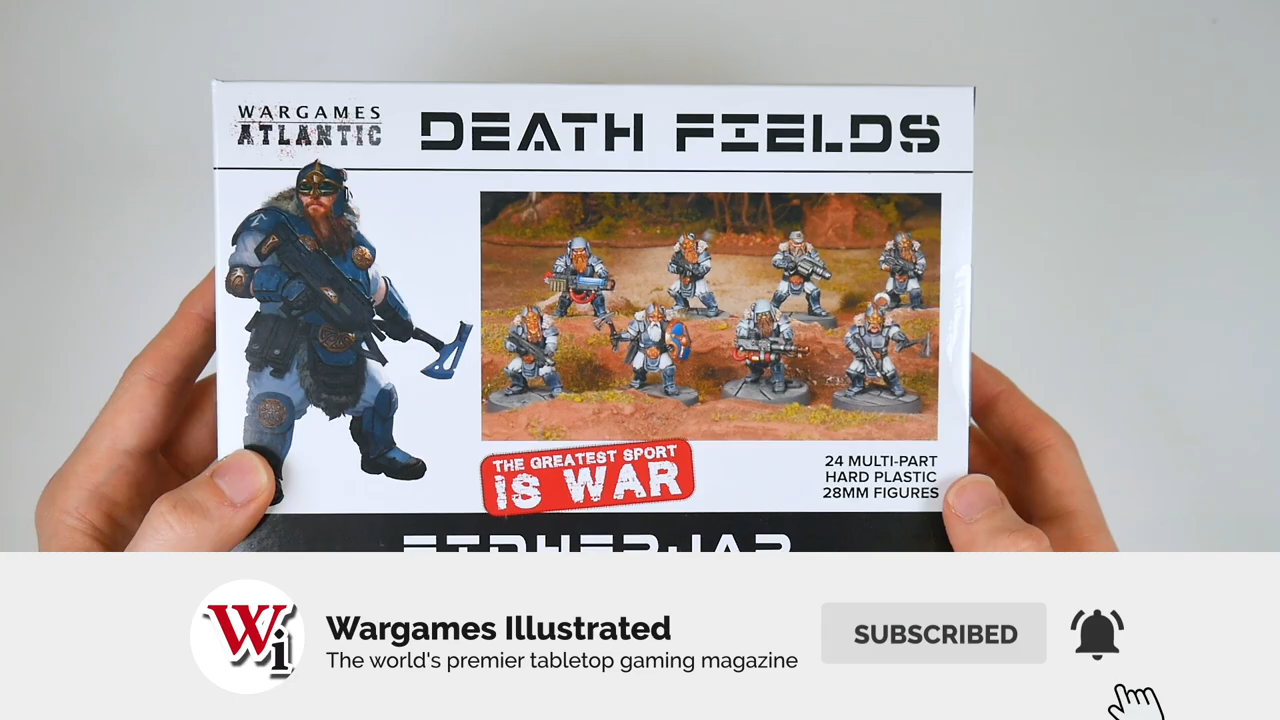 WARGAMES
ATLANTIC
DEATH FIELDS
THE GREATEST SPORT
IS WAR
24 MULTI-PART
HARD PLASTIC
28MM FIGURES
Wi
Wargames Illustrated
The world's premier tabletop gaming magazine
SUBSCRIBED